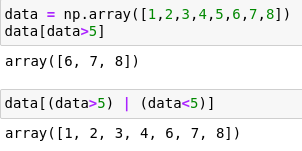 data = np.array([1,2,3,4,5,6,7,8])
data[data>5]
array([6, 7, 8])
data[(data>5) | (data<5)]
array([1, 2, 3, 4, 6, 7, 8])